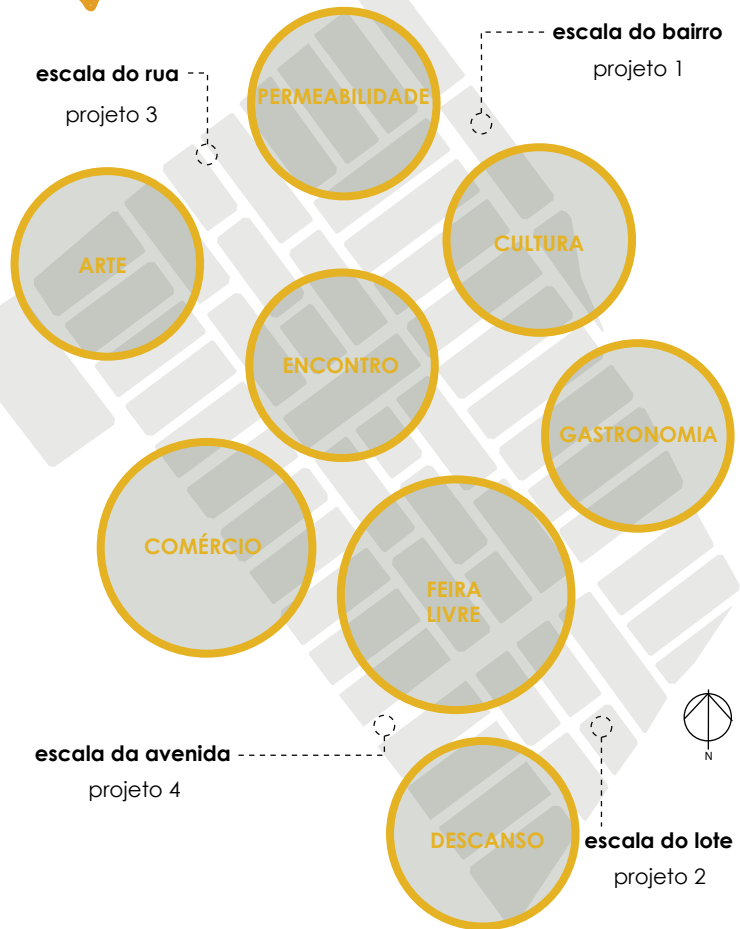 escala do bairro
projeto 1
escala do rua
projeto 3
PERMEABILIDADE
CULTURA
ARTE
ENCONTRO
GASTRONOMIA
COMÉRCIO
FEIRA
LIVRE
N
escala da avenida
projeto 4
DESCANSO
escala do lote
projeto 2